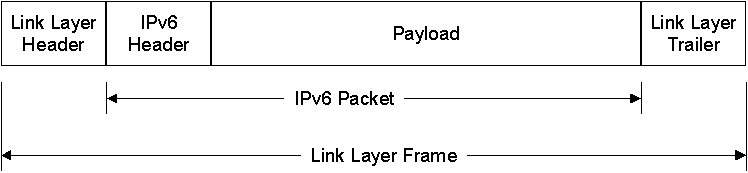 Link Layer
Header
IPv6
Header
Payload
Link Layer
Trailer
IPv6 Packet
Link Layer Frame